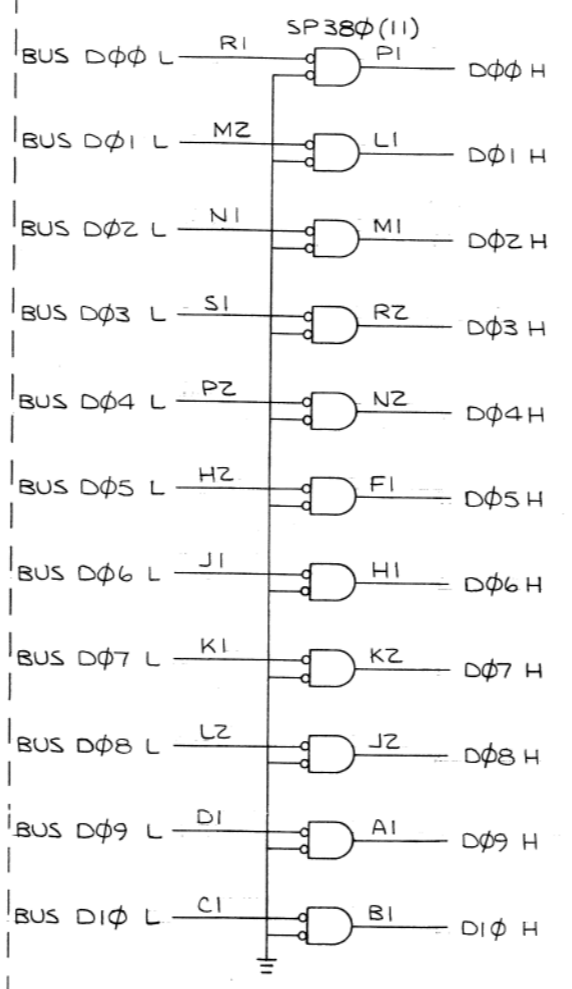 SP38Ø(11)
BUS DØØ L R1 P1 DØØ H
BUS DØ1 L M2 L1 DØ1 H
BUS DØ2 L N1 M1 DØ2 H
BUS DØ3 L S1 R2 DØ3 H
BUS DØ4 L P2 N2 DØ4 H
BUS DØ5 L H2 F1 DØ5 H
BUS DØ6 L J1 H1 DØ6 H
BUS DØ7 L K1 K2 DØ7 H
BUS DØ8 L L2 J2 DØ8 H
BUS DØ9 L D1 A1 DØ9 H
BUS D1Ø L C1 B1 D1Ø H